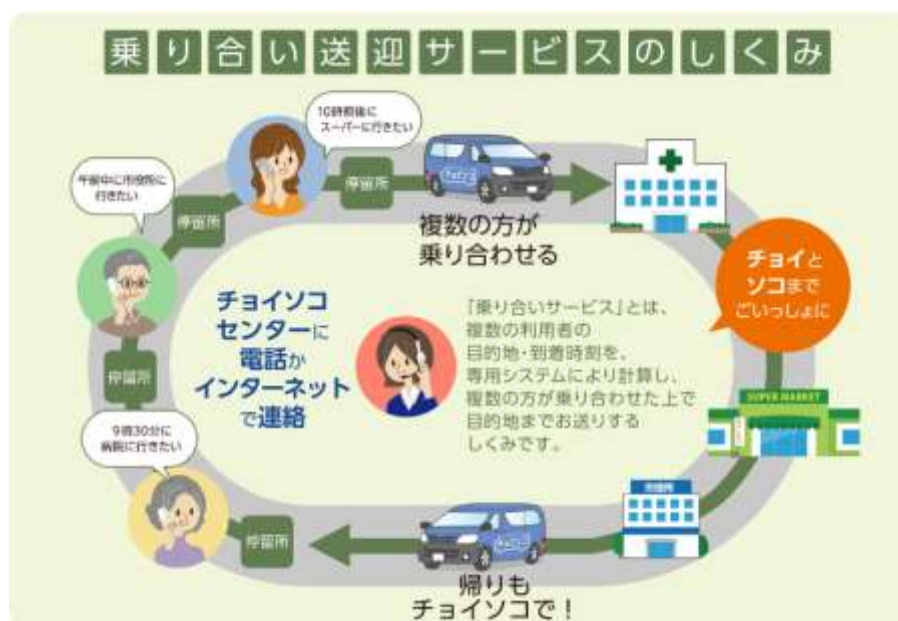 乗り合い送迎サービスのしくみ
10時前後に
スーパーに行きたい
午前中に市役所に
行きたい
停留所
停留所
複数の方が
乗り合わせる
チョイと
ソコまで
ごいっしょに
チョイソコ
センターに
電話か
インターネット
で連絡
「乗り合いサービス」とは、
複数の利用者の
目的地・到着時刻を、
専用システムにより計算し、
複数の方が乗り合わせた上で
目的地までお送りする
しくみです。
停留所
SUPER MARKET
9時30分に
病院に行きたい
市役所
停留所
帰りも
チョイソコで！